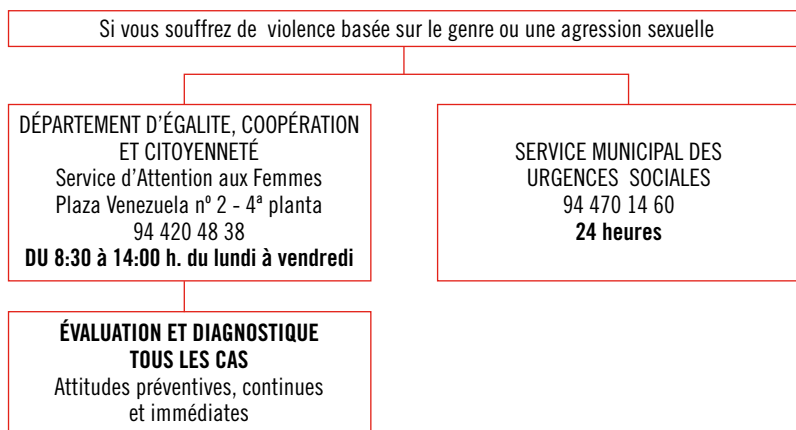 Si vous souffrez de violence basée sur le genre ou une agression sexuelle
DÉPARTEMENT D'ÉGALITE, COOPÉRATION
ET CITOYENNETÉ
Service d'Attention aux Femmes
Plaza Venezuela nº 2 - 4ª planta
94 420 48 38
DU 8:30 à 14:00 h. du lundi à vendredi
SERVICE MUNICIPAL DES
URGENCES SOCIALES
94 470 14 60
24 heures
ÉVALUATION ET DIAGNOSTIQUE
TOUS LES CAS
Attitudes préventives, continues
et immédiates